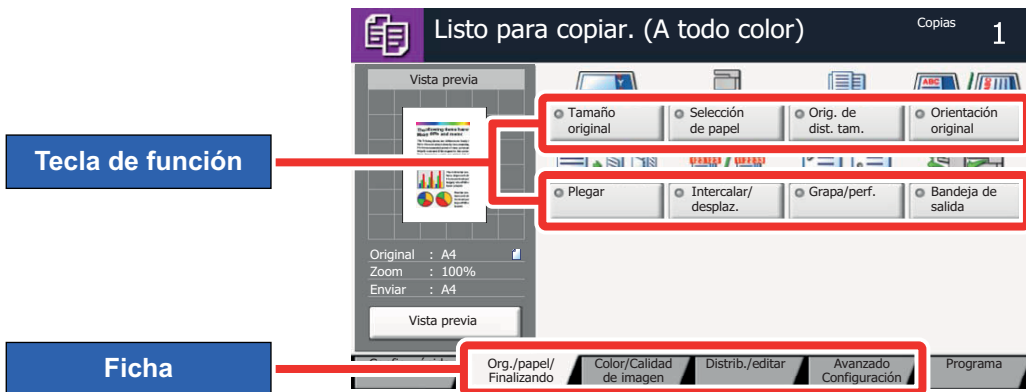 Listo para copiar. (A todo color)
Copias
1
Vista previa
Tecla de función
Tamaño original
Selección de papel
Orig. de dist. tam.
Orientación original
Plegar
Intercalar/ desplaz.
Grapa/perf.
Bandeja de salida
Original : A4
Zoom : 100%
Enviar : A4
Vista previa
Ficha
Org./papel/ Finalizando
Color/Calidad de imagen
Distrib./editar
Avanzado Configuración
Programa